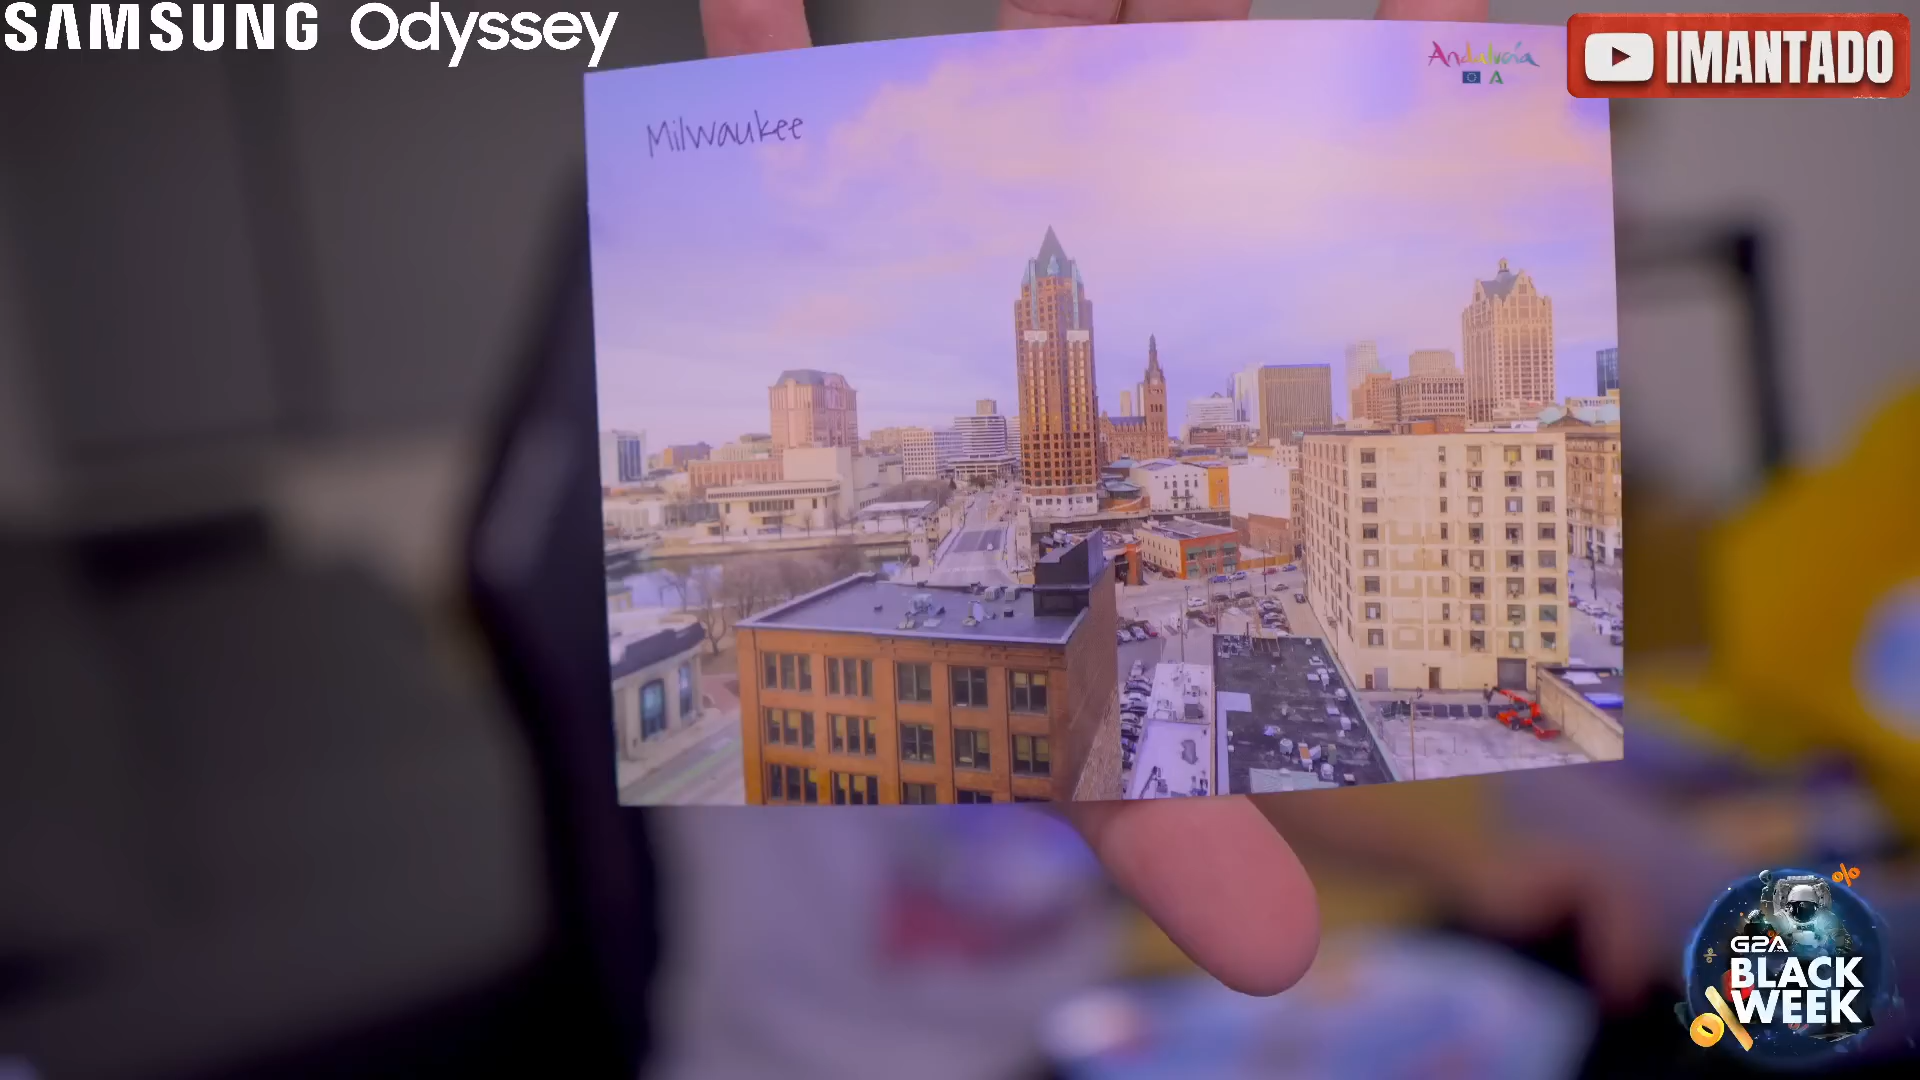 SAMSUNG Odyssey
IMANTADO
Andalucía
Milwaukee
G2A
BLACK
WEEK